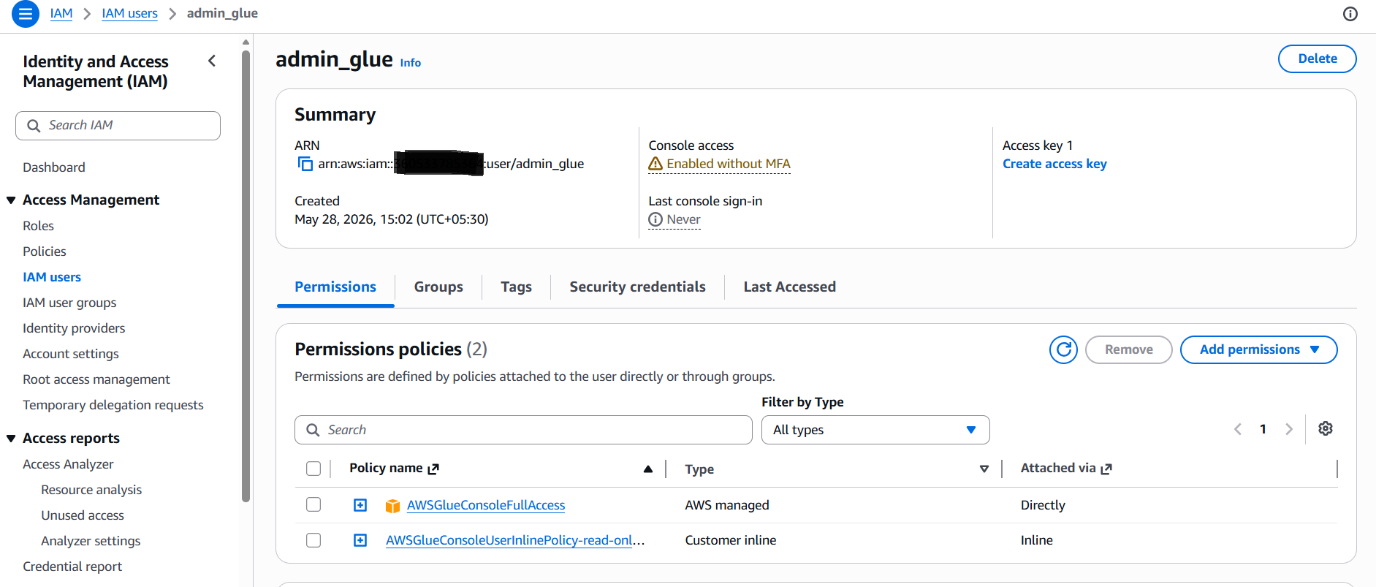 IAM > IAM users > admin_glue
Identity and Access
Management (IAM)
Search IAM
Dashboard
Access Management
Roles
Policies
IAM users
IAM user groups
Identity providers
Account settings
Root access management
Temporary delegation requests
Access reports
Access Analyzer
Resource analysis
Unused access
Analyzer settings
Credential report
admin_glue Info
Delete
Summary
ARN
arn:aws:iam:: :user/admin_glue
Created
May 28, 2026, 15:02 (UTC+05:30)
Console access
Enabled without MFA
Last console sign-in
Never
Access key 1
Create access key
Permissions Groups Tags Security credentials Last Accessed
Permissions policies (2)
Remove
Add permissions
Permissions are defined by policies attached to the user directly or through groups.
Filter by Type
Search
All types
1
Policy name Type Attached via
AWSGlueConsoleFullAccess AWS managed Directly
AWSGlueConsoleUserInlinePolicy-read-onl... Customer inline Inline